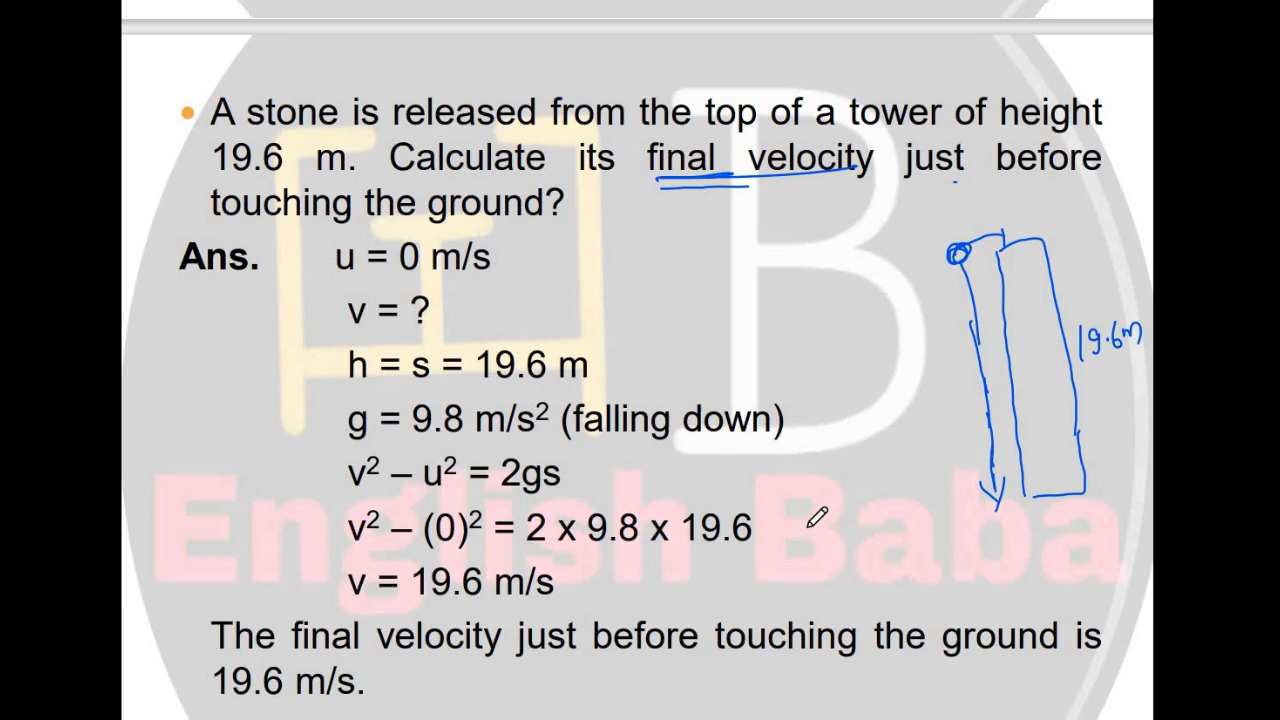 • A stone is released from the top of a tower of height
19.6 m. Calculate its final velocity just before
touching the ground?
Ans. u = 0 m/s
v = ?
h = s = 19.6 m
19.6m
g = 9.8 m/s² (falling down)
v² – u² = 2gs
v² – (0)² = 2 x 9.8 x 19.6
v = 19.6 m/s
English Baba
The final velocity just before touching the ground is
19.6 m/s.